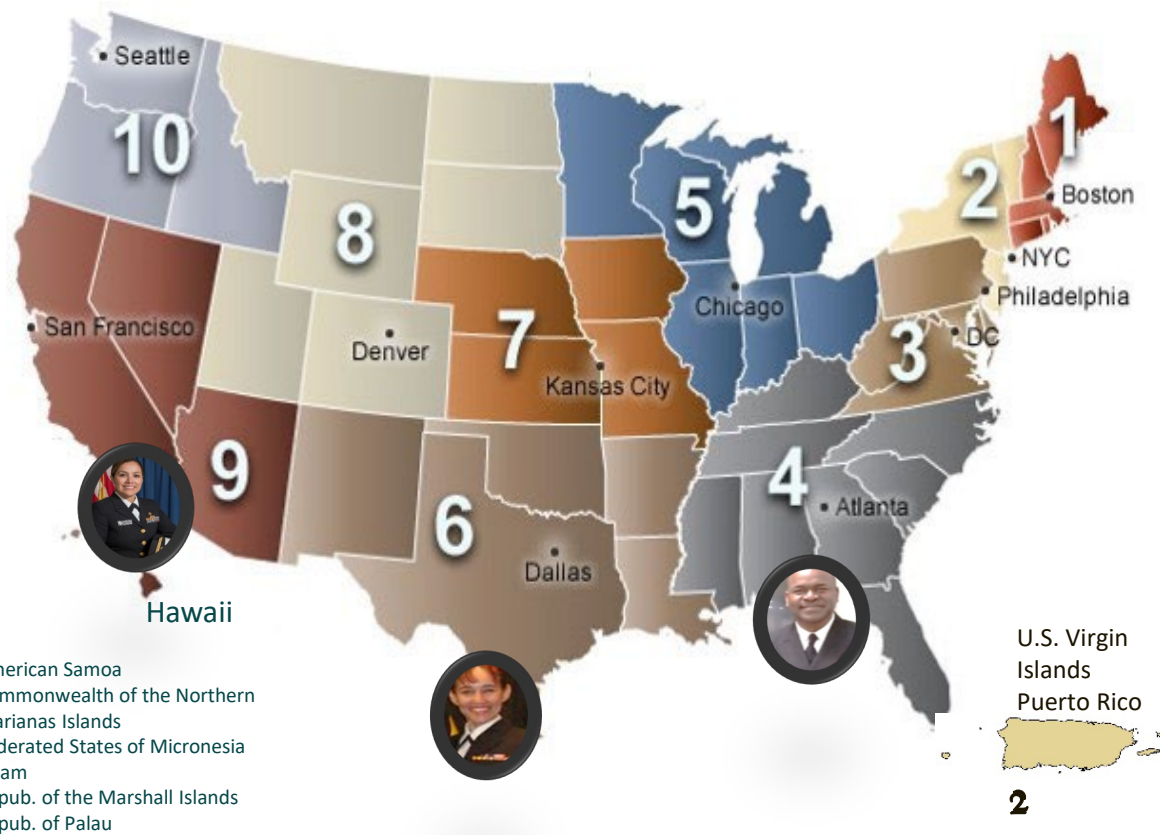 Seattle
10
1
2
Boston
5
8
NYC
Philadelphia
Chicago
San Francisco
Denver
7
3
DC
Kansas City
9
4
6
Atlanta
Dallas
Hawaii
merican Samoa
ommonwealth of the Northern
arianas Islands
derated States of Micronesia
am
pub. of the Marshall Islands
pub. of Palau
U.S. Virgin
Islands
Puerto Rico
2